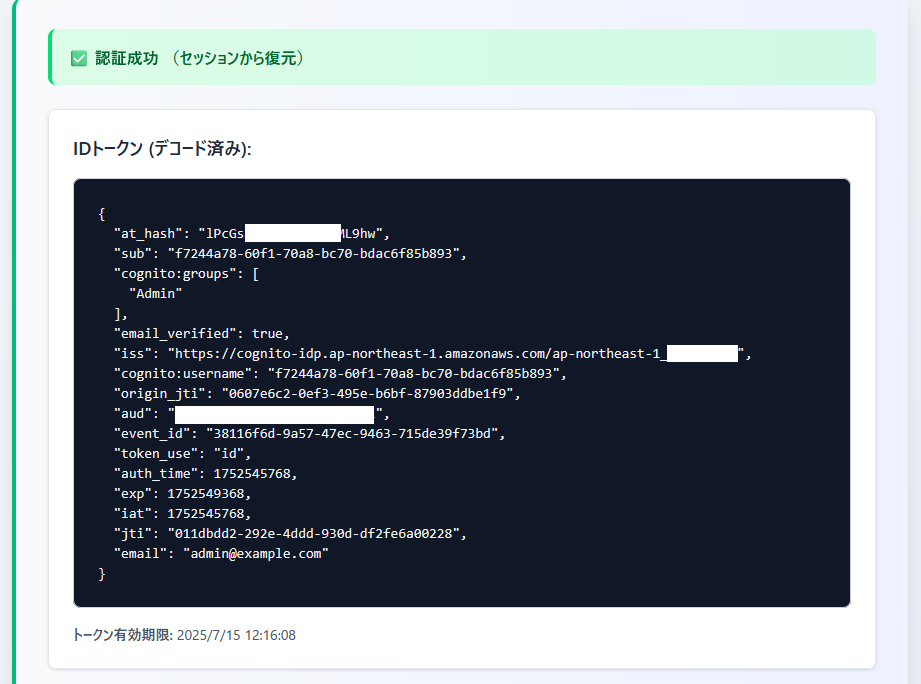 ✅ 認証成功 （セッションから復元）
IDトークン (デコード済み):
{
"at_hash": "lPcGs ML9hw",
"sub": "f7244a78-60f1-70a8-bc70-bdac6f85b893",
"cognito:groups": [
"Admin"
],
"email_verified": true,
"iss": "https://cognito-idp.ap-northeast-1.amazonaws.com/ap-northeast-1_ ",
"cognito:username": "f7244a78-60f1-70a8-bc70-bdac6f85b893",
"origin_jti": "0607e6c2-0ef3-495e-b6bf-87903ddbe1f9",
"aud": " ",
"event_id": "38116f6d-9a57-47ec-9463-715de39f73bd",
"token_use": "id",
"auth_time": 1752545768,
"exp": 1752549368,
"iat": 1752545768,
"jti": "011dbdd2-292e-4ddd-930d-df2fe6a00228",
"email": "admin@example.com"
}
トークン有効期限: 2025/7/15 12:16:08